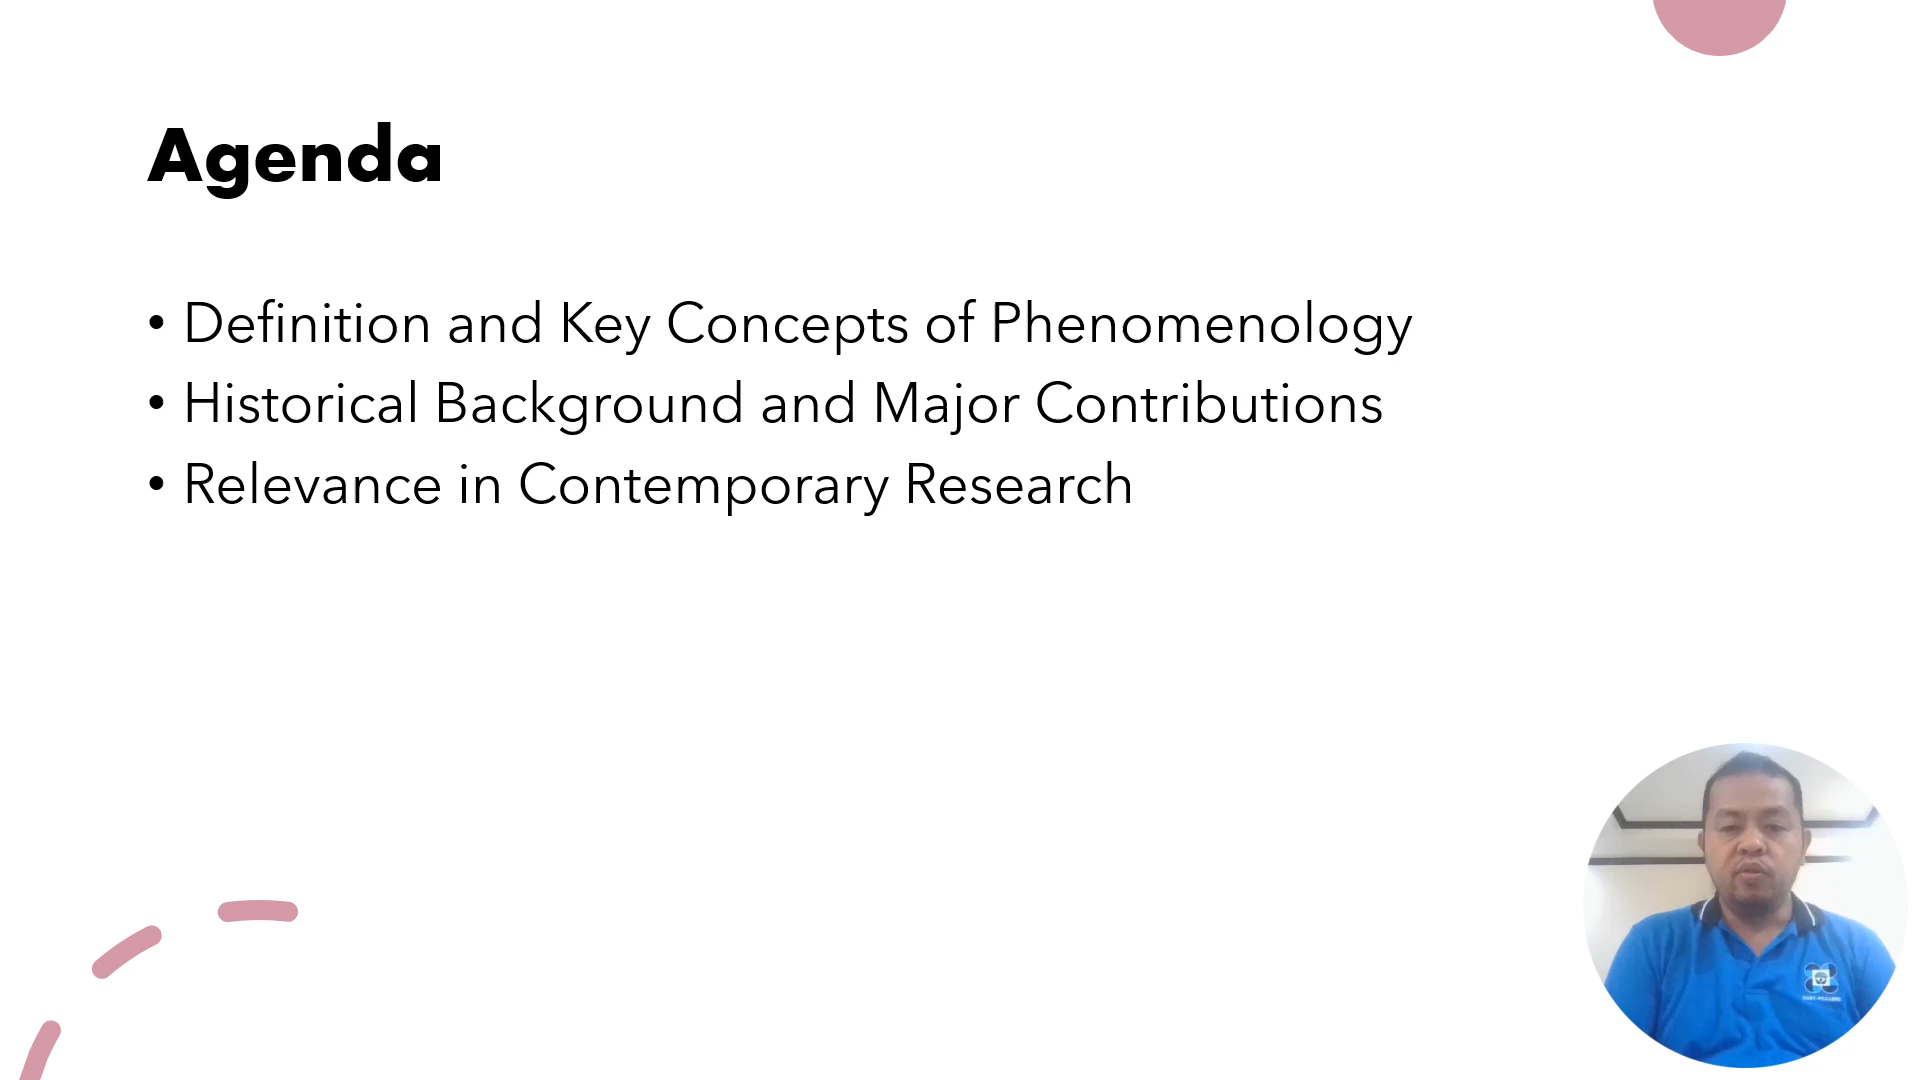 Agenda
• Definition and Key Concepts of Phenomenology
• Historical Background and Major Contributions
• Relevance in Contemporary Research